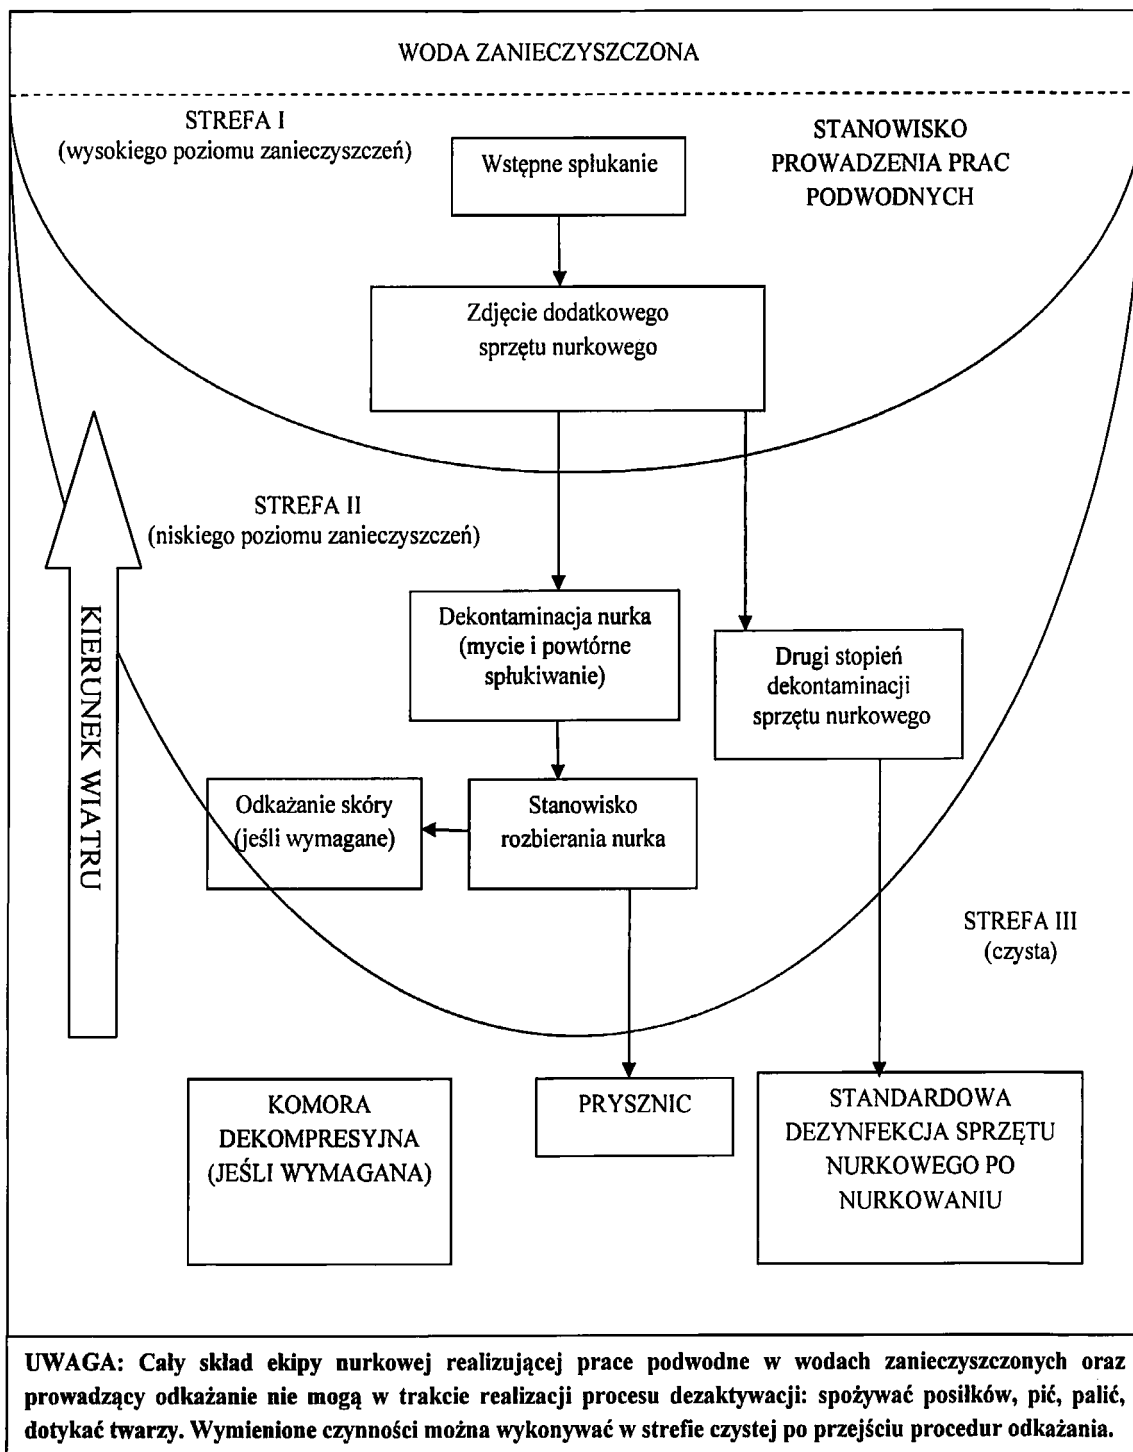 WODA ZANIECZYSZCZONA
STREFA I
(wysokiego poziomu zanieczyszczeń)
Wstępne spłukanie
STANOWISKO
PROWADZENIA PRAC
PODWODNYCH
Zdjęcie dodatkowego
sprzętu nurkowego
STREFA II
(niskiego poziomu zanieczyszczeń)
KIERUNEK WIATRU
Dekontaminacja nurka
(mycie i powtórne
spłukiwanie)
Drugi stopień
dekontaminacji
sprzętu nurkowego
Odkażanie skóry
(jeśli wymagane)
Stanowisko
rozbierania nurka
STREFA III
(czysta)
KOMORA
DEKOMPRESYJNA
(JEŚLI WYMAGANA)
PRYSZNIC
STANDARDOWA
DEZYNFEKCJA SPRZĘTU
NURKOWEGO PO
NURKOWANIU
UWAGA: Cały skład ekipy nurkowej realizującej prace podwodne w wodach zanieczyszczonych oraz
prowadzący odkażanie nie mogą w trakcie realizacji procesu dezaktywacji: spożywać posiłków, pić, palić,
dotykać twarzy. Wymienione czynności można wykonywać w strefie czystej po przejściu procedur odkażania.